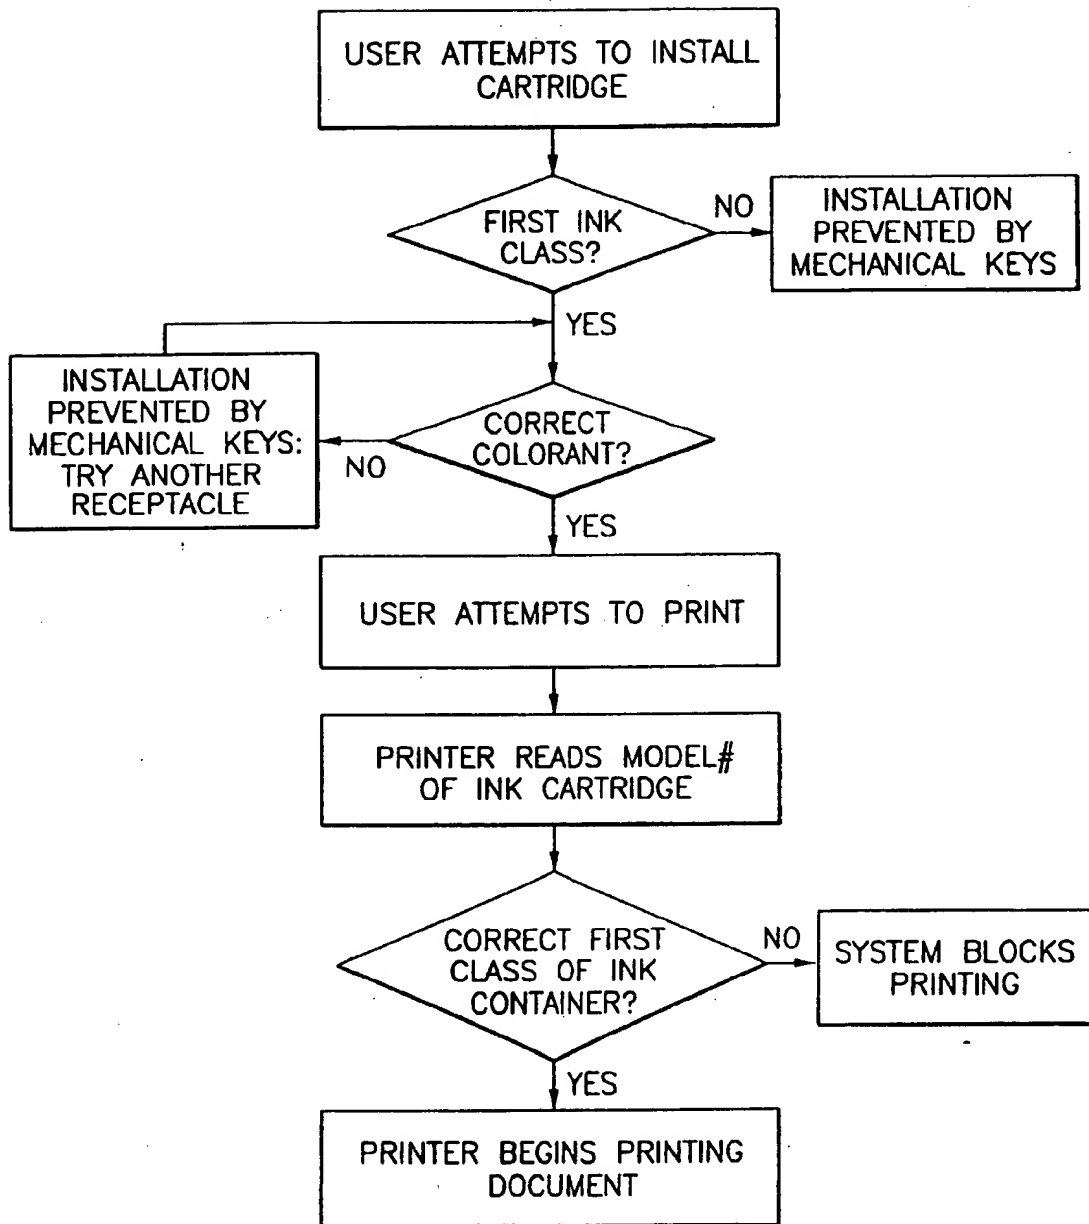 USER ATTEMPTS TO INSTALL
CARTRIDGE
FIRST INK
CLASS?
NO
INSTALLATION
PREVENTED BY
MECHANICAL KEYS
YES
INSTALLATION
PREVENTED BY
MECHANICAL KEYS:
TRY ANOTHER
RECEPTACLE
NO
CORRECT
COLORANT?
YES
USER ATTEMPTS TO PRINT
PRINTER READS MODEL#
OF INK CARTRIDGE
CORRECT FIRST
CLASS OF INK
CONTAINER?
NO
SYSTEM BLOCKS
PRINTING
YES
PRINTER BEGINS PRINTING
DOCUMENT